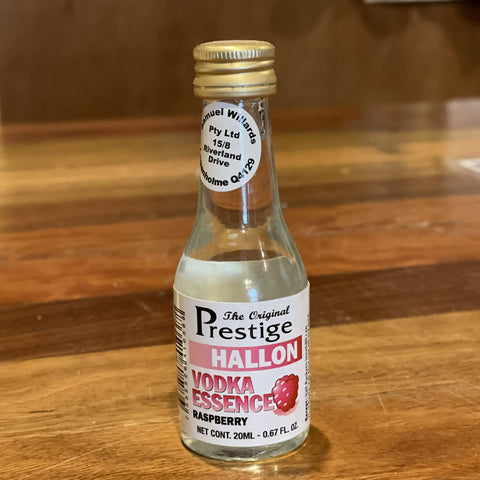 Samuel Willards
Pty Ltd
15/8
Riverland
Drive
Q4129
The Original
Prestige
HALLON
VODKA
ESSENCE
RASPBERRY
NET CONT. 20ML - 0.67 FL. OZ.